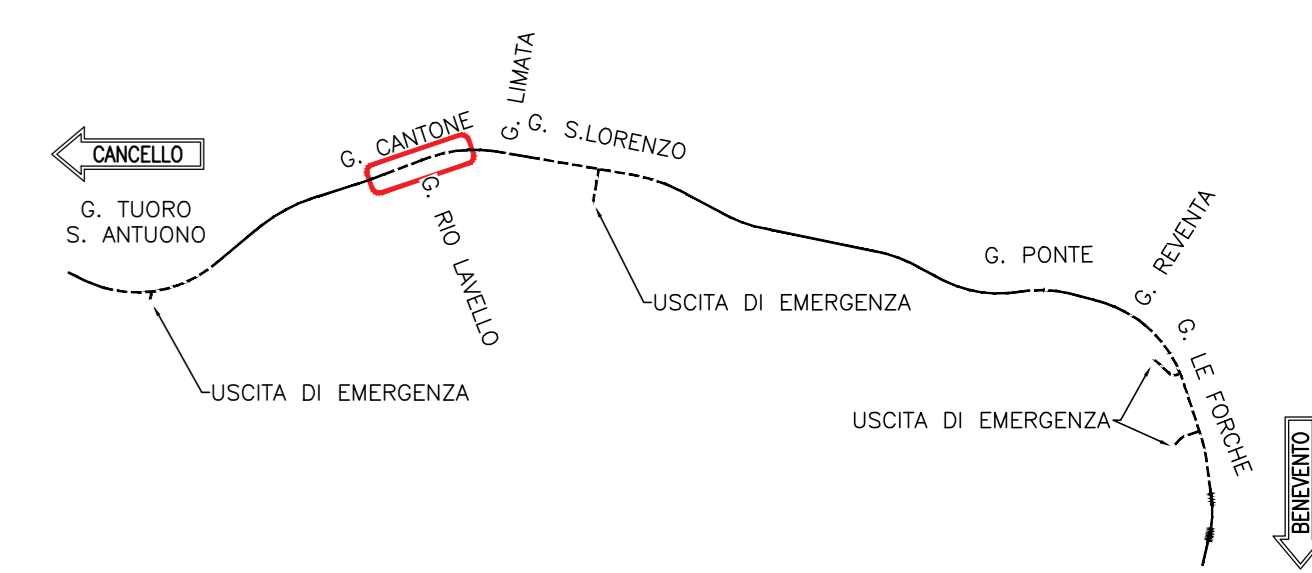 CANCELLO
G. TUORO
S. ANTUONO
G. CANTONE
G. RIO LAVELLO
G. LIMATA
G. S.LORENZO
USCITA DI EMERGENZA
USCITA DI EMERGENZA
G. PONTE
G. REVENTA
G. LE FORCHE
USCITA DI EMERGENZA
BENEVENTO